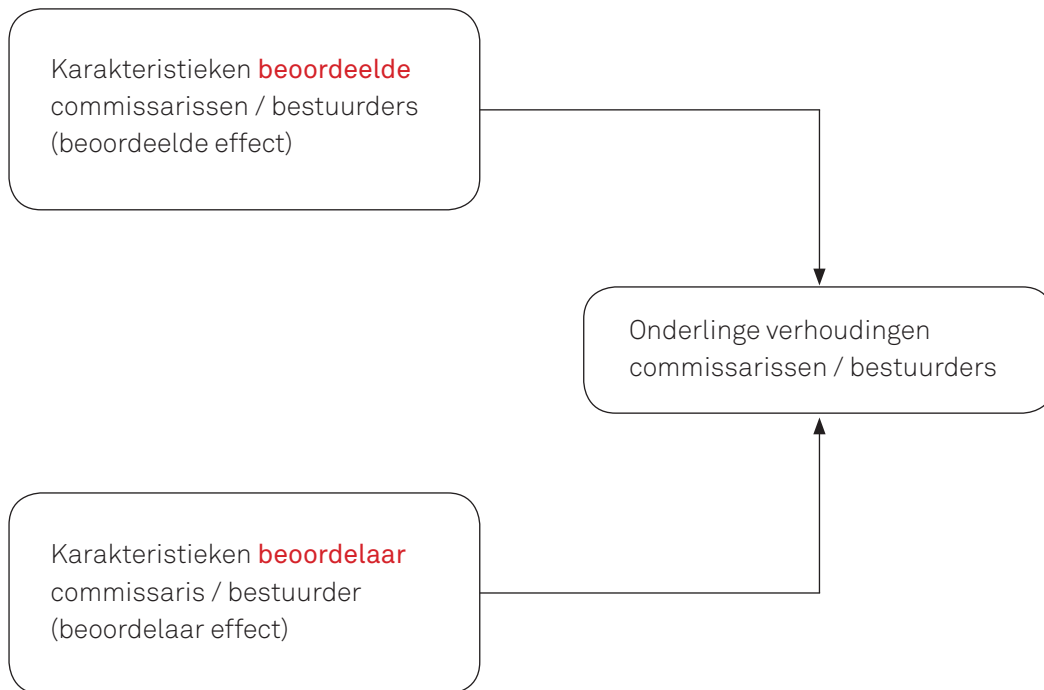 Karakteristieken beoordeelde
commissarissen / bestuurders
(beoordeelde effect)
Onderlinge verhoudingen
commissarissen / bestuurders
Karakteristieken beoordelaar
commissaris / bestuurder
(beoordelaar effect)